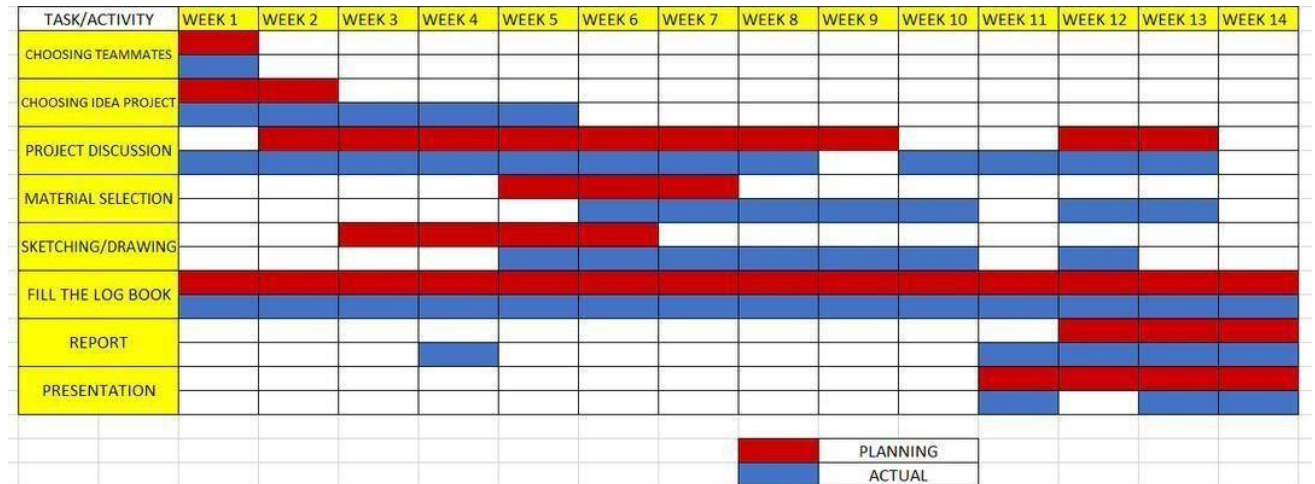 TASK/ACTIVITY WEEK 1 WEEK 2 WEEK 3 WEEK 4 WEEK 5 WEEK 6 WEEK 7 WEEK 8 WEEK 9 WEEK 10 WEEK 11 WEEK 12 WEEK 13 WEEK 14
CHOOSING TEAMMATES
CHOOSING IDEA PROJECT
PROJECT DISCUSSION
MATERIAL SELECTION
SKETCHING/DRAWING
FILL THE LOG BOOK
REPORT
PRESENTATION
PLANNING
ACTUAL